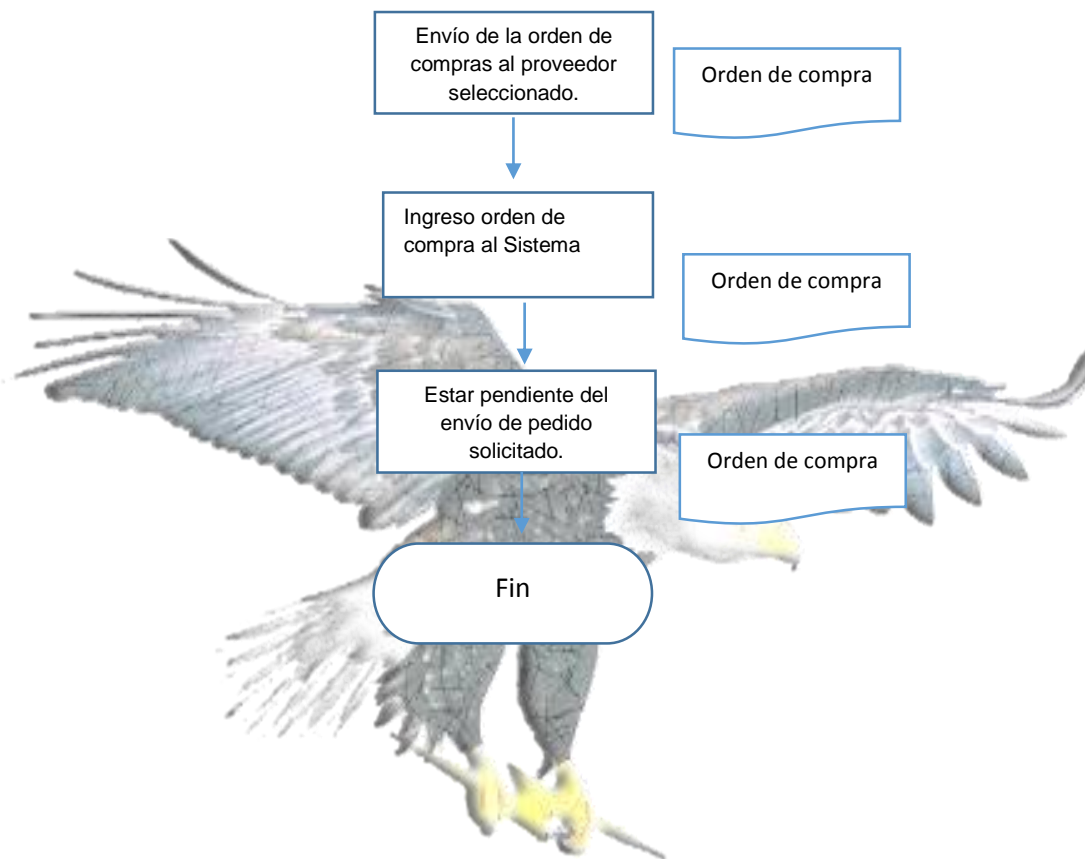 Envío de la orden de
compras al proveedor
seleccionado.
Orden de compra
Ingreso orden de
compra al Sistema
Orden de compra
Estar pendiente del
envío de pedido
solicitado.
Orden de compra
Fin